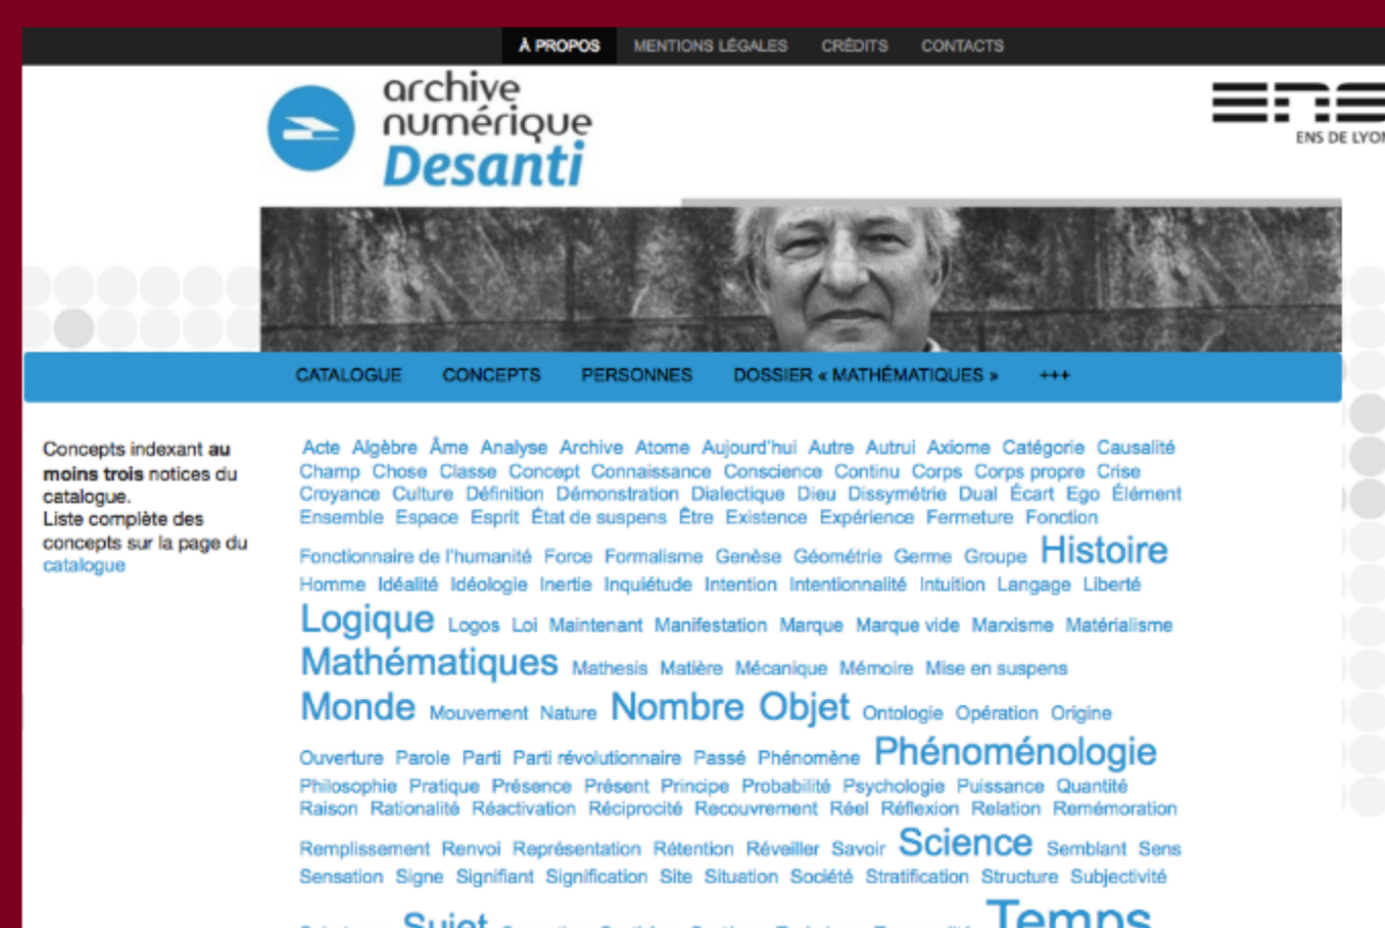 À PROPOS MENTIONS LÉGALES CRÉDITS CONTACTS
archive
numérique
Desanti
ens
ENS DE LYON
CATALOGUE CONCEPTS PERSONNES DOSSIER « MATHÉMATIQUES » +++
Concepts indexant au
moins trois notices du
catalogue.
Liste complète des
concepts sur la page du
catalogue
Acte Algèbre Âme Analyse Archive Atome Aujourd'hui Autre Autrui Axiome Catégorie Causalité
Champ Chose Classe Concept Connaissance Conscience Continu Corps Corps propre Crise
Croyance Culture Définition Démonstration Dialectique Dieu Dissymétrie Dual Écart Ego Élément
Ensemble Espace Esprit État de suspens Être Existence Expérience Fermeture Fonction
Fonctionnaire de l'humanité Force Formalisme Genèse Géométrie Germe Groupe Histoire
Homme Idéalité Idéologie Inertie Inquiétude Intention Intentionnalité Intuition Langage Liberté
Logique Logos Loi Maintenant Manifestation Marque Marque vide Marxisme Matérialisme
Mathématiques Mathesis Matière Mécanique Mémoire Mise en suspens
Monde Mouvement Nature Nombre Objet Ontologie Opération Origine
Ouverture Parole Parti Parti révolutionnaire Passé Phénomène Phénoménologie
Philosophie Pratique Présence Présent Principe Probabilité Psychologie Puissance Quantité
Raison Rationalité Réactivation Réciprocité Recouvrement Réel Réflexion Relation Remémoration
Remplissement Renvoi Représentation Rétention Réveiller Savoir Science Semblant Sens
Sensation Signe Signifiant Signification Site Situation Société Stratification Structure Subjectivité
Sujet Temps